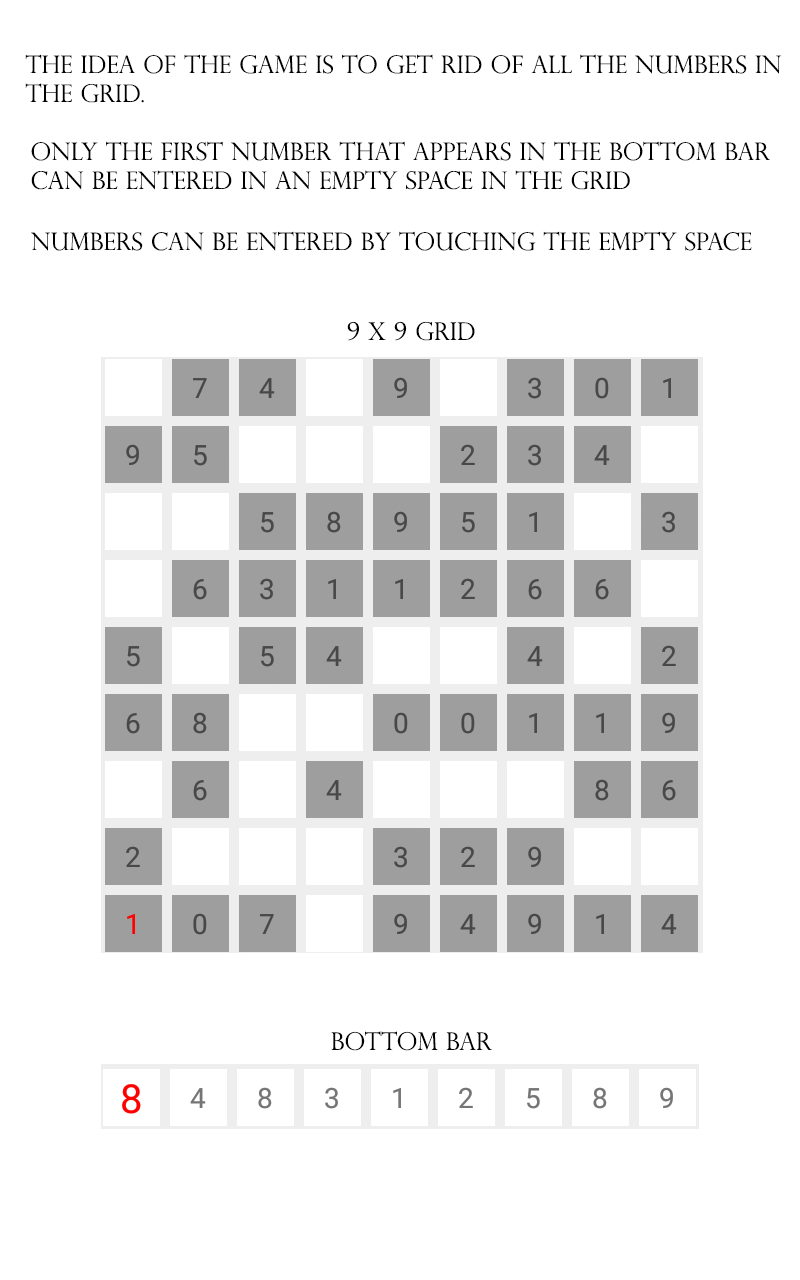 THE IDEA OF THE GAME IS TO GET RID OF ALL THE NUMBERS IN
THE GRID.
ONLY THE FIRST NUMBER THAT APPEARS IN THE BOTTOM BAR
CAN BE ENTERED IN AN EMPTY SPACE IN THE GRID
NUMBERS CAN BE ENTERED BY TOUCHING THE EMPTY SPACE
9 X 9 GRID
7 4 9 3 0 1
9 5 2 3 4
5 8 9 5 1 3
6 3 1 1 2 6 6
5 5 4 4 2
6 8 0 0 1 1 9
6 4 8 6
2 3 2 9
1 0 7 9 4 9 1 4
BOTTOM BAR
8 4 8 3 1 2 5 8 9